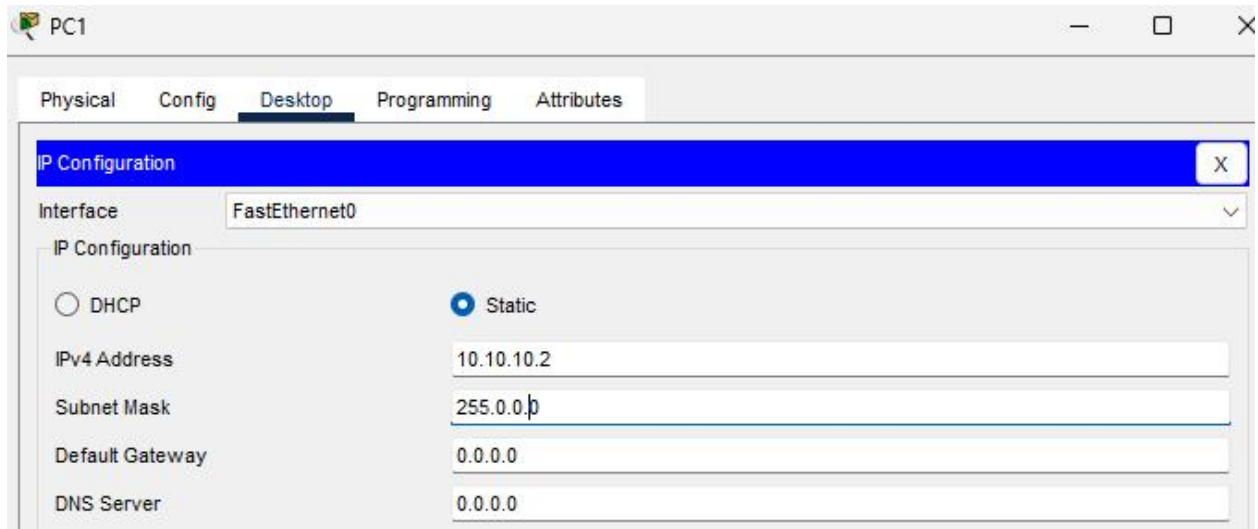 PC1
Physical Config Desktop Programming Attributes
IP Configuration X
Interface FastEthernet0
IP Configuration
DHCP Static
IPv4 Address 10.10.10.2
Subnet Mask 255.0.0.0
Default Gateway 0.0.0.0
DNS Server 0.0.0.0